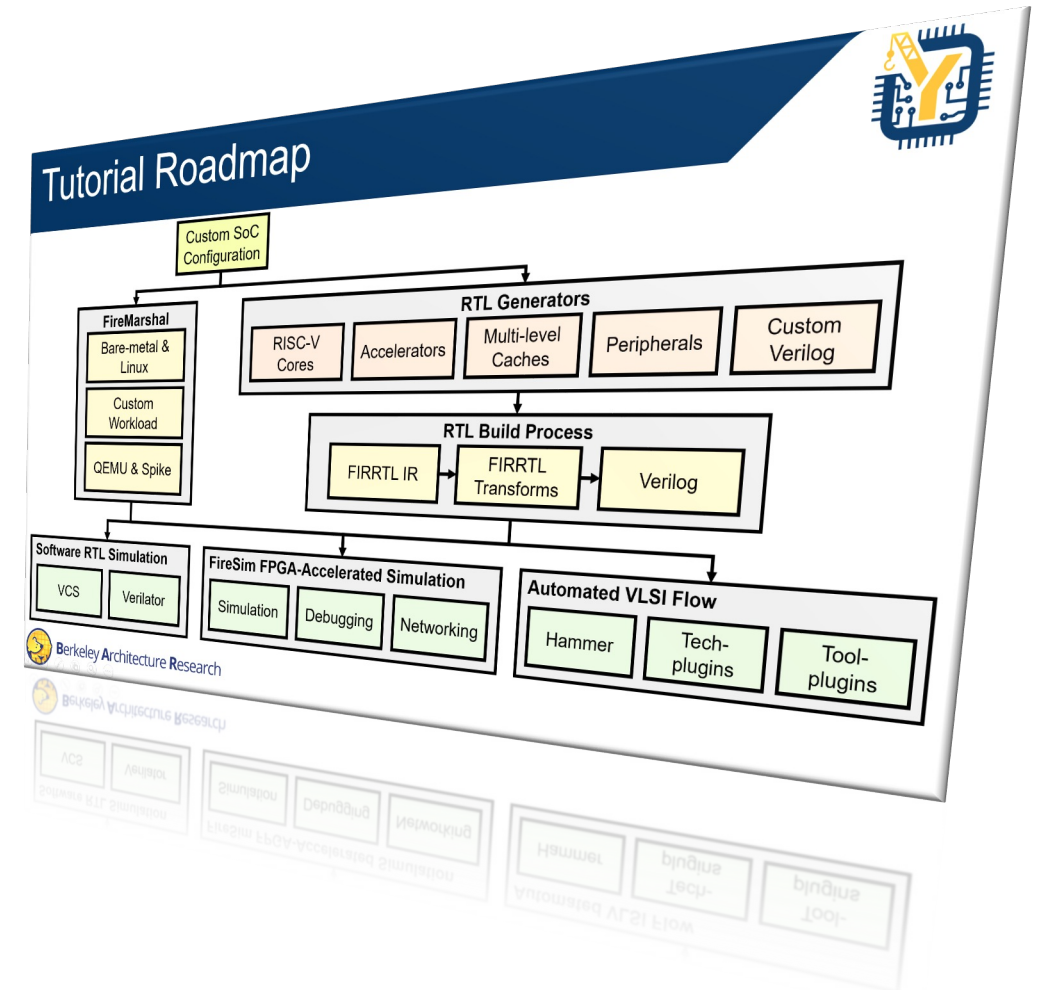 Tutorial Roadmap
Custom SoC
Configuration
FireMarshal
Bare-metal &
Linux
Custom
Workload
QEMU & Spike
RTL Generators
RISC-V
Cores
Accelerators
Multi-level
Caches
Peripherals
Custom
Verilog
RTL Build Process
FIRRTL IR
FIRRTL
Transforms
Verilog
Software RTL Simulation
VCS
Verilator
FireSim FPGA-Accelerated Simulation
Simulation
Debugging
Networking
Automated VLSI Flow
Hammer
Tech-
plugins
Tool-
plugins
Berkeley Architecture Research